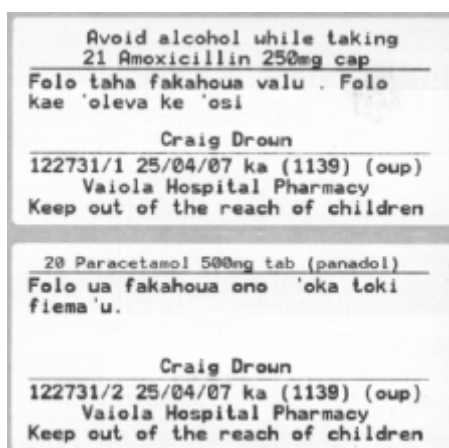 Avoid alcohol while taking
21 Amoxicillin 250mg cap
Folo taha fakahoua valu . Folo
kae 'oleva ke 'osi
Craig Drown
122731/1 25/04/07 ka (1139) (oup)
Vaiola Hospital Pharmacy
Keep out of the reach of children
20 Paracetamol 500mg tab (panadol)
Folo ua fakahoua ono 'oka toki
fiema'u.
Craig Drown
122731/2 25/04/07 ka (1139) (oup)
Vaiola Hospital Pharmacy
Keep out of the reach of children